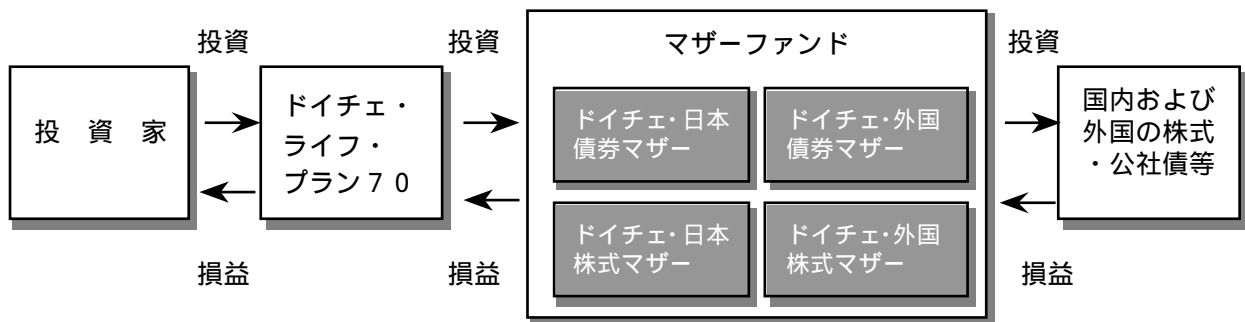 投資
投資
マザーファンド
投資
投資家
ドイチェ・
ライフ・
プラン70
ドイチェ・日本
債券マザー
ドイチェ・外国
債券マザー
ドイチェ・日本
株式マザー
ドイチェ・外国
株式マザー
国内および
外国の株式
・公社債等
損益
損益
損益